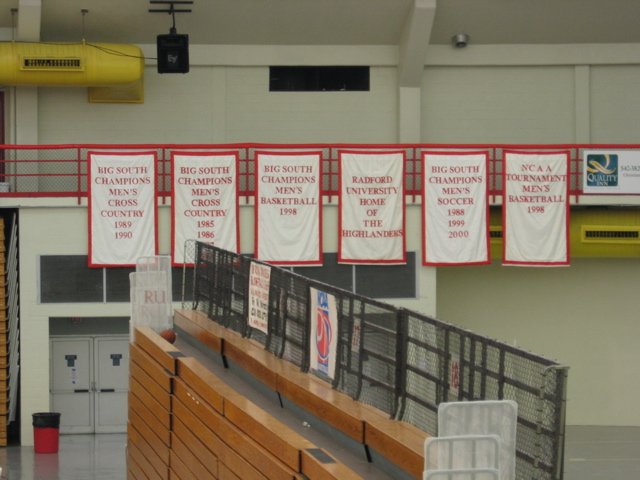 BIG SOUTH
CHAMPIONS
MEN'S
CROSS
COUNTRY
1989
1990
BIG SOUTH
CHAMPIONS
MEN'S
CROSS
COUNTRY
1985
1986
BIG SOUTH
CHAMPIONS
MEN'S
BASKETBALL
1998
RADFORD
UNIVERSITY
HOME
OF
THE
HIGHLANDERS
BIG SOUTH
CHAMPIONS
MEN'S
SOCCER
1988
1999
2000
NCAA
TOURNAMENT
MEN'S
BASKETBALL
1998
QUALITY
INN
RU